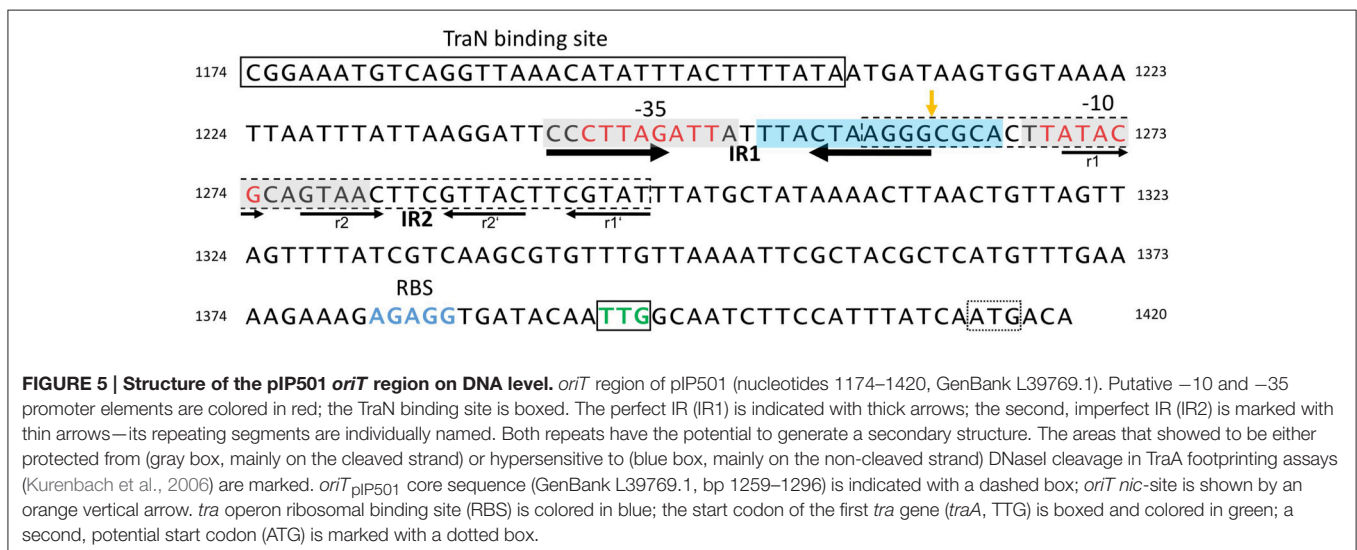 TraN binding site
1174 CGGAAATGTCAGGTTAAACATATTTACTTTTATAATGATAAGTGGTAAAA 1223
-35 -10
1224 TTAATTTATTAAGGATTCCCTTAGATTATTTACTAAGGGCGCACTTATAC 1273
IR1 r1
1274 GCAGTAACTTCGTTACTTCGTATTTATGCTATAAAACTTAACTGTTAGTT 1323
r2 IR2 r2' r1'
1324 AGTTTTATCGTCAAGCGTGTTTGTTAAAATTCGCTACGCTCATGTTTGAA 1373
RBS
1374 AAGAAAGAGAGGTGATACAATTGGCAATCTTCCATTTATCAATGACA 1420
FIGURE 5 | Structure of the pIP501 oriT region on DNA level. oriT region of pIP501 (nucleotides 1174–1420, GenBank L39769.1). Putative −10 and −35
promoter elements are colored in red; the TraN binding site is boxed. The perfect IR (IR1) is indicated with thick arrows; the second, imperfect IR (IR2) is marked with
thin arrows—its repeating segments are individually named. Both repeats have the potential to generate a secondary structure. The areas that showed to be either
protected from (gray box, mainly on the cleaved strand) or hypersensitive to (blue box, mainly on the non-cleaved strand) DNaseI cleavage in TraA footprinting assays
(Kurenbach et al., 2006) are marked. oriTpIP501 core sequence (GenBank L39769.1, bp 1259–1296) is indicated with a dashed box; oriT nic-site is shown by an
orange vertical arrow. tra operon ribosomal binding site (RBS) is colored in blue; the start codon of the first tra gene (traA, TTG) is boxed and colored in green; a
second, potential start codon (ATG) is marked with a dotted box.